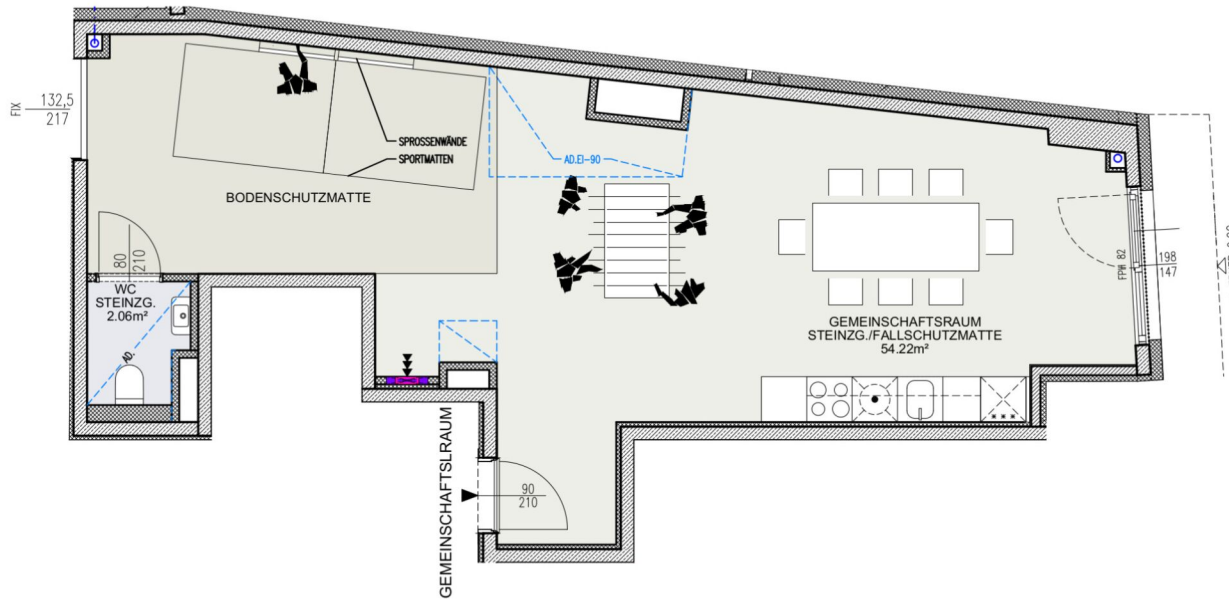 FIX
132,5
217
SPROSSENWÄNDE
SPORTMATTEN
AD.EI-90
BODENSCHUTZMATTE
80
210
WC
STEINZG.
2.06m²
AD.
FPH 82
198
147
GEMEINSCHAFTSRAUM
STEINZG./FALLSCHUTZMATTE
54.22m²
GEMEINSCHAFTSLRAUM
90
210